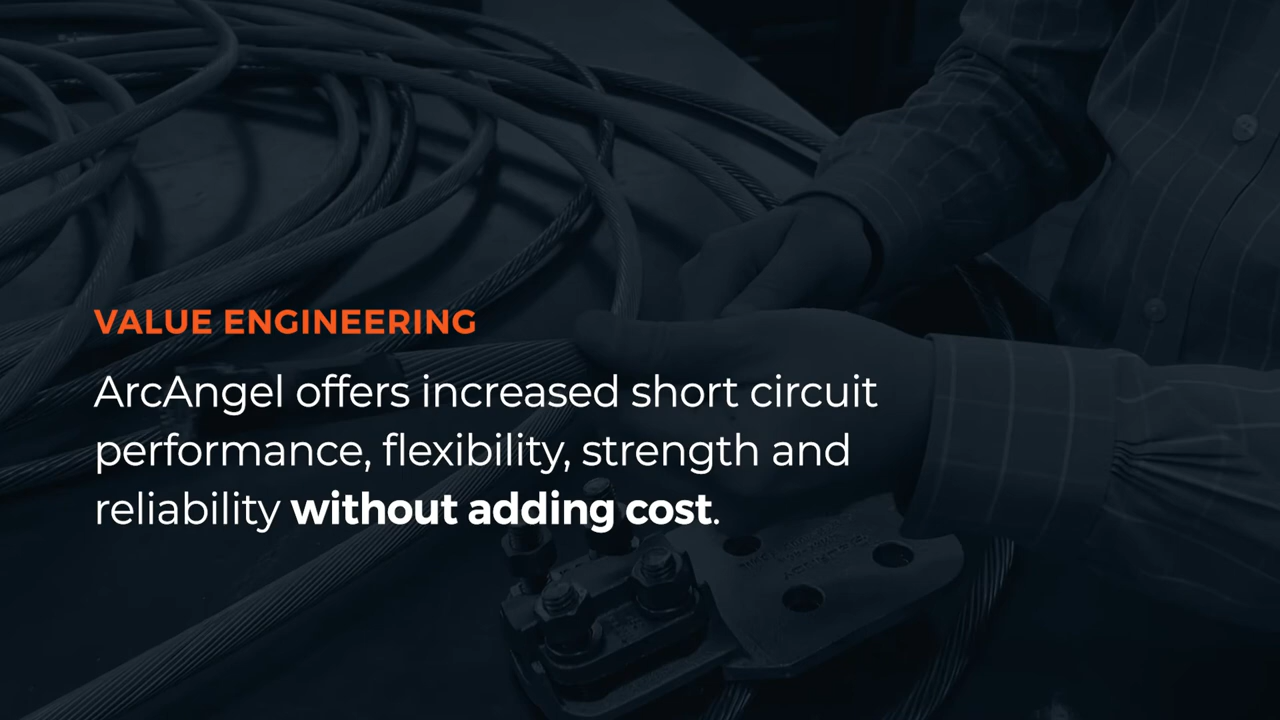 VALUE ENGINEERING
ArcAngel offers increased short circuit
performance, flexibility, strength and
reliability without adding cost.